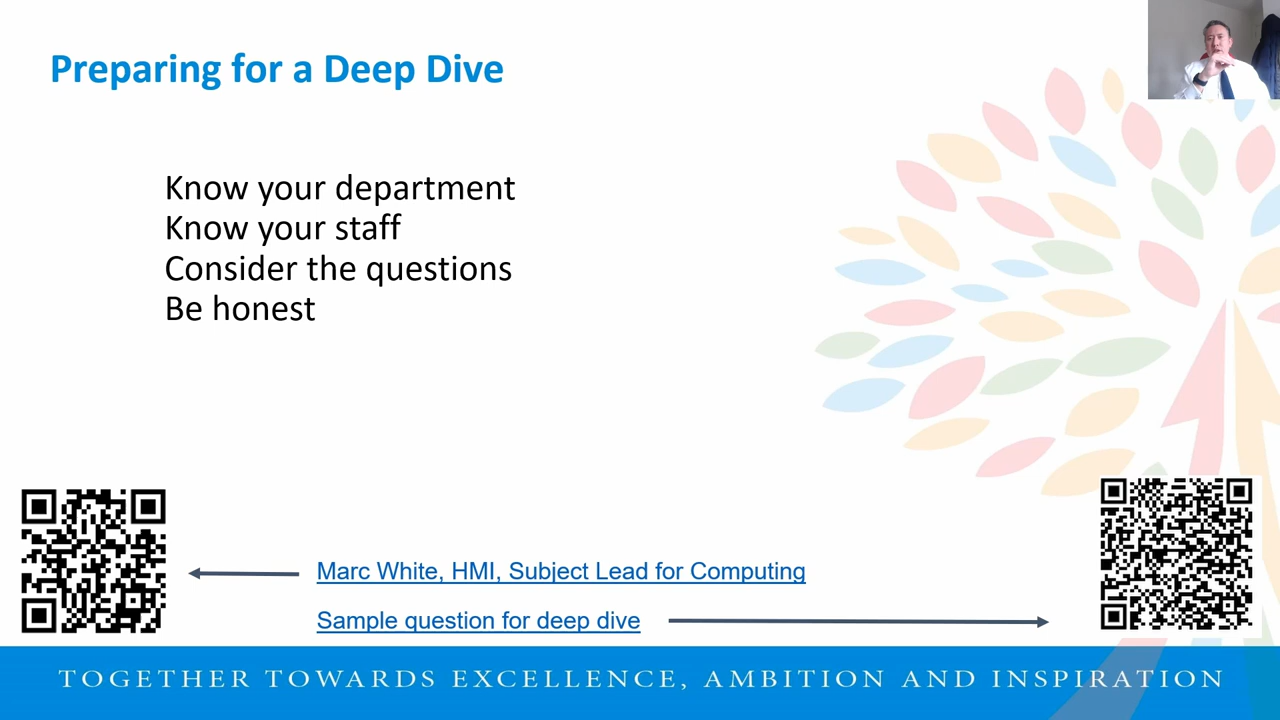 Preparing for a Deep Dive
Know your department
Know your staff
Consider the questions
Be honest
Marc White, HMI, Subject Lead for Computing
Sample question for deep dive
TOGETHER TOWARDS EXCELLENCE, AMBITION AND INSPIRATION